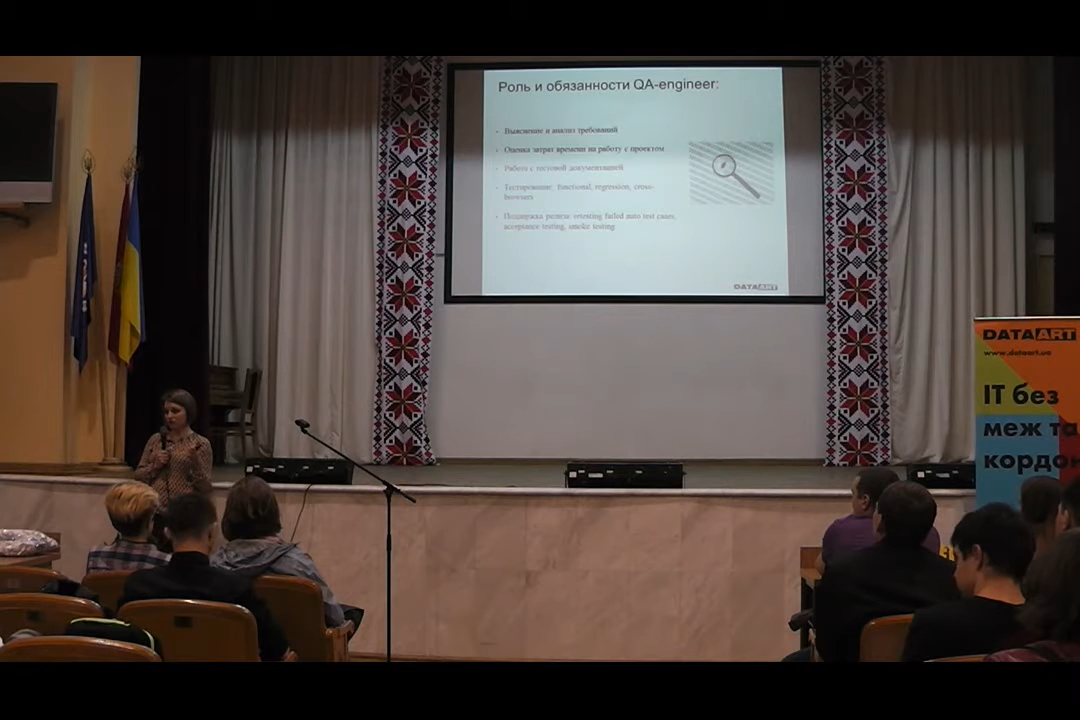 Роль и обязанности QA-engineer:
- Выяснение и анализ требований
- Оценка затрат времени на работу с проектом
- Работа с тестовой документацией
- Тестирование: functional, regression, cross-
browsers
- Поддержка релиза: retesting failed auto test cases,
acceptance testing, smoke testing
DATAART
DATAART
www.dataart.ua
IT без
меж та
кордон